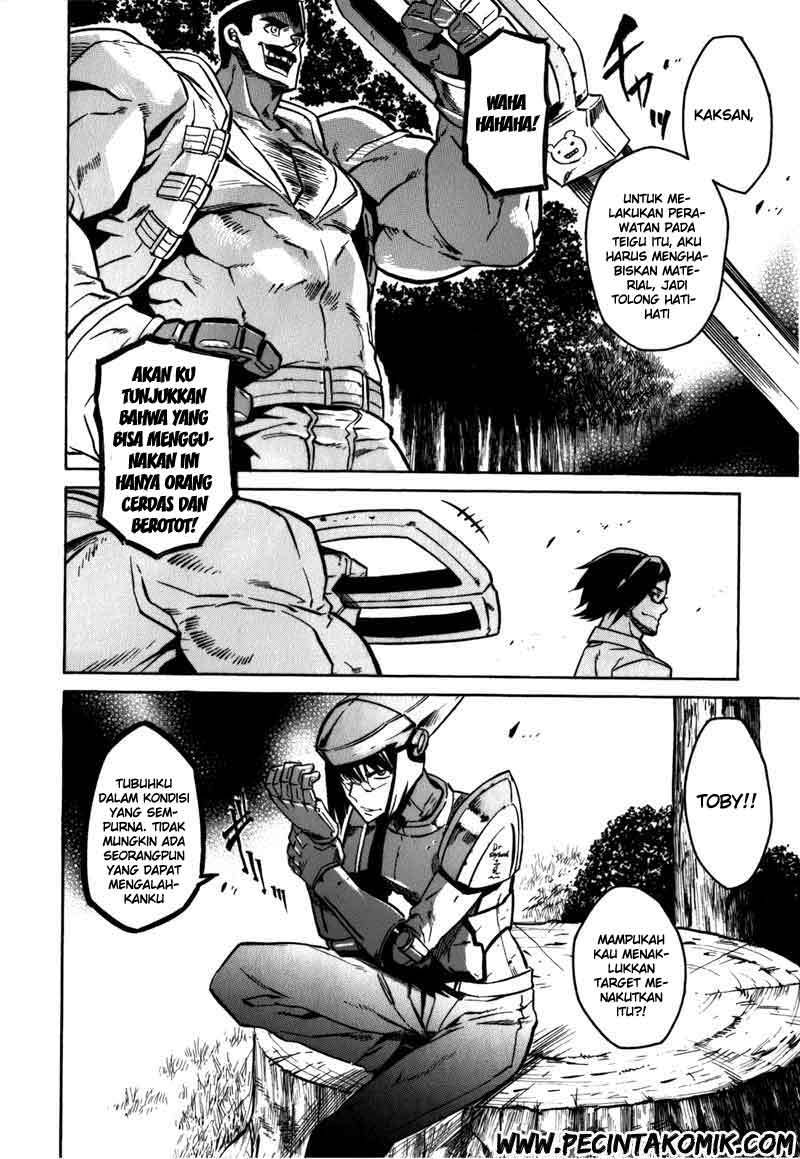 KAKSAN,
UNTUK ME-
LAKUKAN PERA-
WATAN PADA
TEIGU ITU, AKU
HARUS MENGHA-
BISKAN MATE-
RIAL, JADI
TOLONG HATI-
HATI
WAHA
HAHAHA!
AKAN KU
TUNJUKKAN
BAHWA YANG
BISA MENGGU-
NAKAN INI
HANYA ORANG
CERDAS DAN
BEROTOT!
TOBY!!
MAMPUKAH
KAU MENAK-
LUKKAN
TARGET ME-
NAKUTKAN
ITU?!
TUBUHKU
DALAM KONDISI
YANG SEM-
PURNA. TIDAK
MUNGKIN ADA
SEORANGPUN
YANG DAPAT
MENGALAH-
KANKU
WWW.PECINTAKOMIK.COM